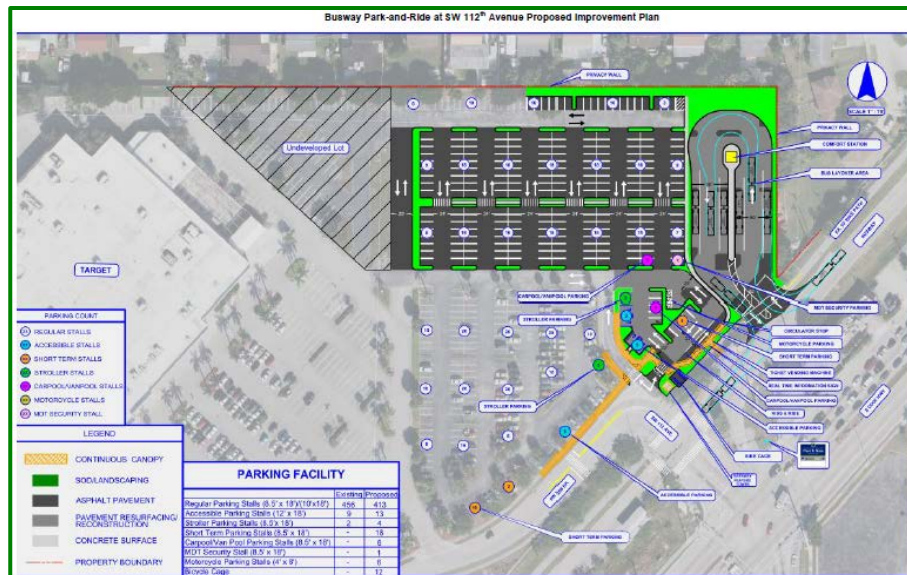 Busway Park-and-Ride at SW 112th Avenue Proposed Improvement Plan
PRIVACY WALL
SCALE 1"
PRIVACY WALL
COMFORT STATION
BUS LAYOVER AREA
Undeveloped Lot
TARGET
BUSWAY
CARPOOL/VANPOOL PARKING
STROLLER PARKING
MDT SECURITY PARKING
CIRCULATOR STOP
MOTORCYCLE PARKING
SHORT TERM PARKING
TICKET VENDING MACHINE
REAL TIME INFORMATION SIGN
CARPOOL/VANPOOL PARKING
KISS & RIDE
ACCESSIBLE PARKING
BIKE CAGE
STROLLER PARKING
ACCESSIBLE PARKING
SHORT TERM PARKING
PARKING COUNT
REGULAR STALLS
ACCESSIBLE STALLS
SHORT TERM STALLS
STROLLER STALLS
CARPOOL/VANPOOL STALLS
MOTORCYCLE STALLS
MDT SECURITY STALL
LEGEND
CONTINUOUS CANOPY
SOD/LANDSCAPING
ASPHALT PAVEMENT
PAVEMENT RESURFACING/
RECONSTRUCTION
CONCRETE SURFACE
PROPERTY BOUNDARY
PARKING FACILITY
Existing Proposed
Regular Parking Stalls (8.5' x 18')/(10'x18') 456 413
Accessible Parking Stalls (12' x 18') 9 13
Stroller Parking Stalls (8.5'x 18') 2 4
Short Term Parking Stalls (8.5' x 18') - 18
Carpool/Van Pool Parking Stalls (8.5' x 18') - 6
MDT Security Stall (8.5' x 18') - 1
Motorcycle Parking Stalls (4' x 8') - 6
Bicycle Cage - 12